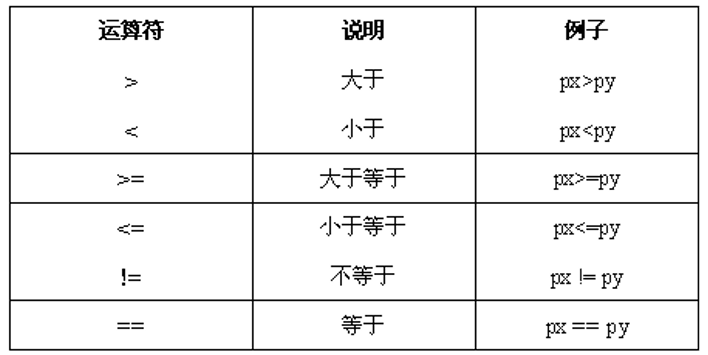 运算符 说明 例子
> 大于 px>py
< 小于 px<py
>= 大于等于 px>=py
<= 小于等于 px<=py
!= 不等于 px != py
== 等于 px == py